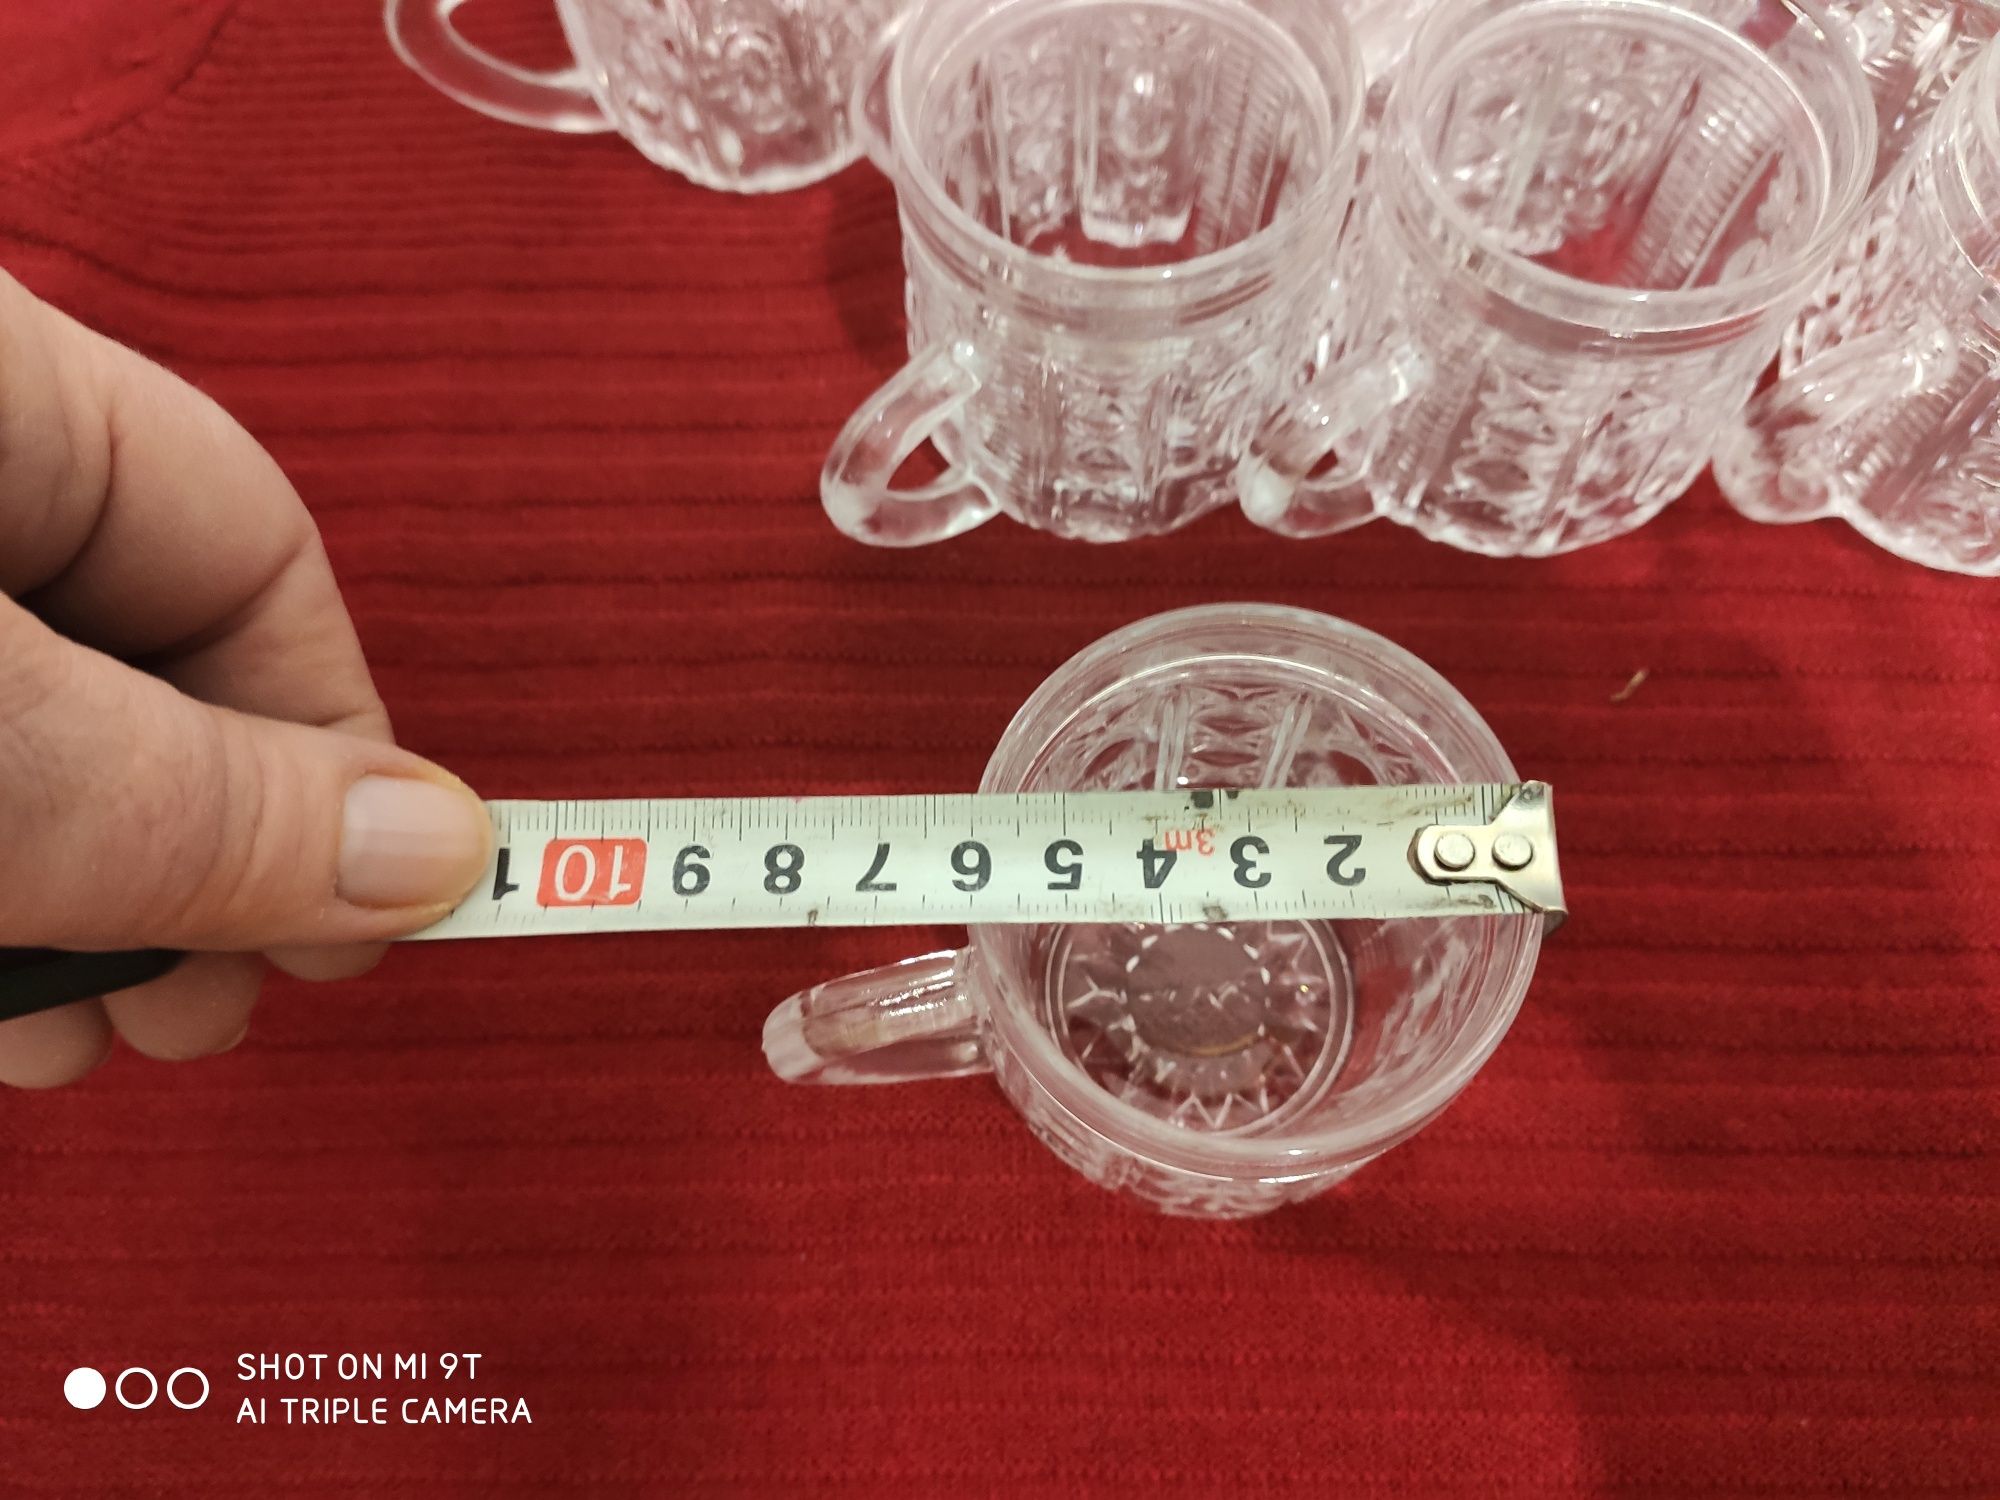 1 10 9 8 7 6 5 4 3m 3 2
SHOT ON MI 9T
AI TRIPLE CAMERA